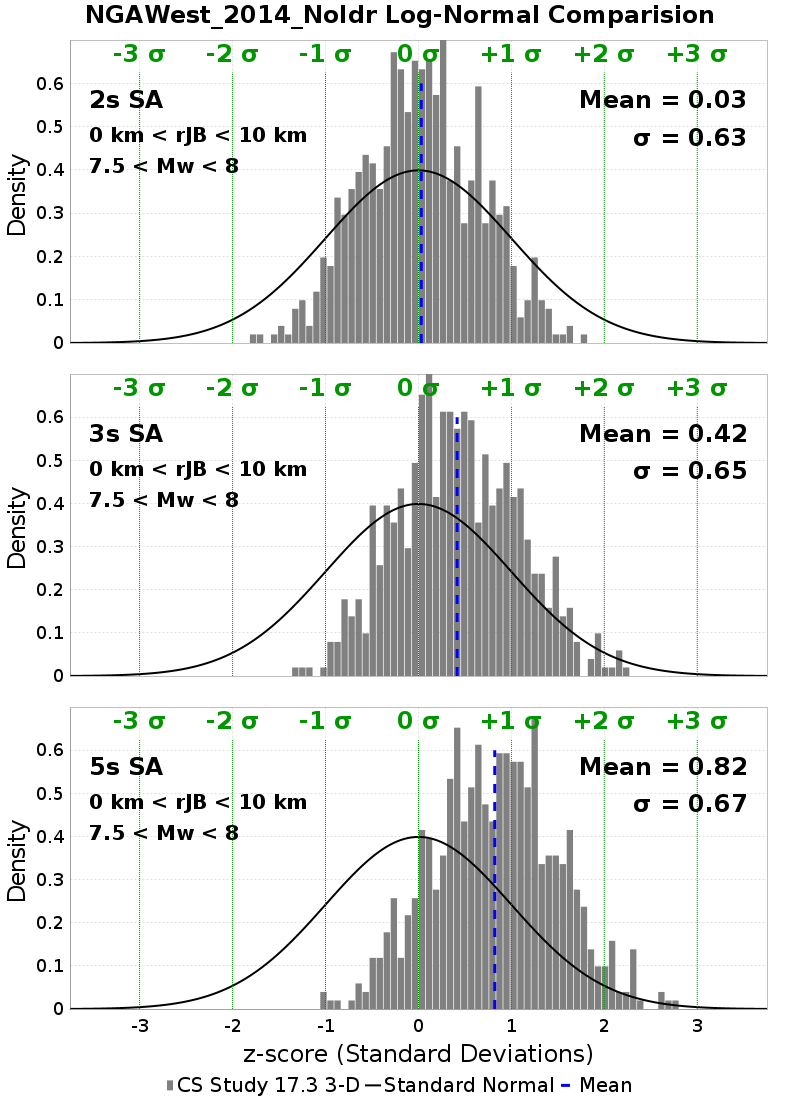 NGAWest_2014_NoIdr Log-Normal Comparision
-3 σ -2 σ -1 σ 0 σ +1 σ +2 σ +3 σ
2s SA
0 km < rJB < 10 km
7.5 < Mw < 8
Mean = 0.03
σ = 0.63
Density
0.6
0.5
0.4
0.3
0.2
0.1
0
-3 σ -2 σ -1 σ 0 σ +1 σ +2 σ +3 σ
3s SA
0 km < rJB < 10 km
7.5 < Mw < 8
Mean = 0.42
σ = 0.65
Density
0.6
0.5
0.4
0.3
0.2
0.1
0
-3 σ -2 σ -1 σ 0 σ +1 σ +2 σ +3 σ
5s SA
0 km < rJB < 10 km
7.5 < Mw < 8
Mean = 0.82
σ = 0.67
Density
0.6
0.5
0.4
0.3
0.2
0.1
0
-3 -2 -1 0 1 2 3
z-score (Standard Deviations)
CS Study 17.3 3-D Standard Normal Mean